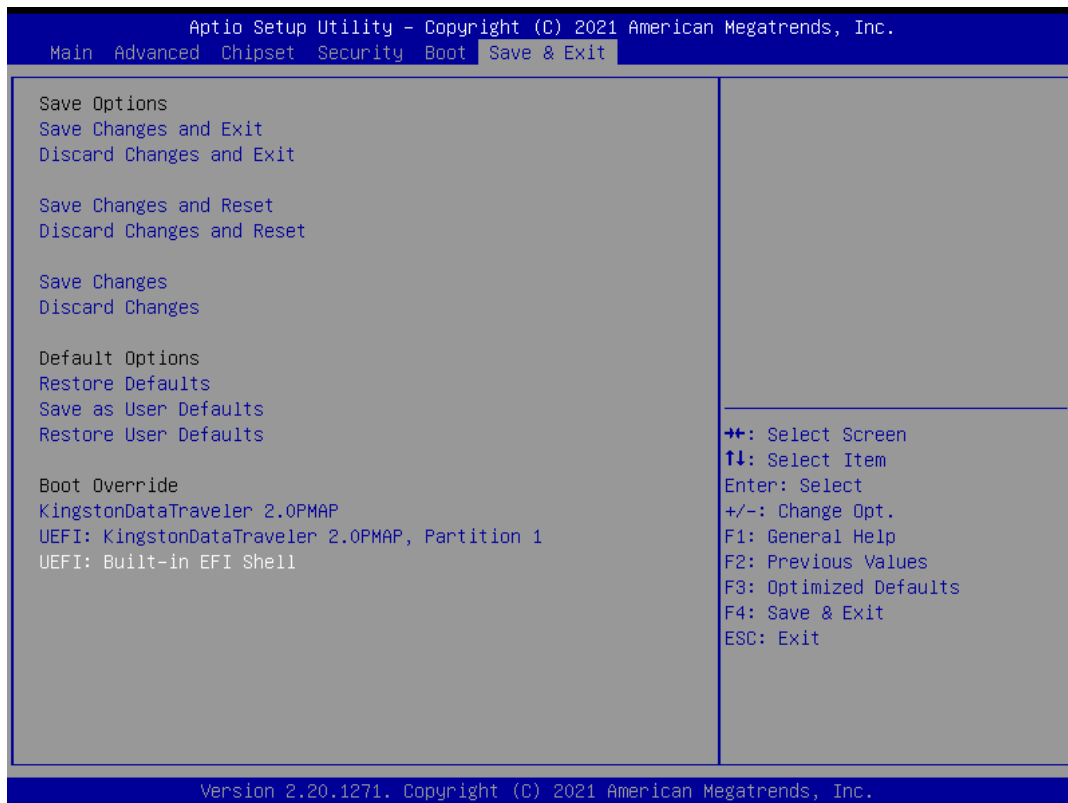 Aptio Setup Utility – Copyright (C) 2021 American Megatrends, Inc.
Main Advanced Chipset Security Boot Save & Exit
Save Options
Save Changes and Exit
Discard Changes and Exit
Save Changes and Reset
Discard Changes and Reset
Save Changes
Discard Changes
Default Options
Restore Defaults
Save as User Defaults
Restore User Defaults
Boot Override
KingstonDataTraveler 2.0PMAP
UEFI: KingstonDataTraveler 2.0PMAP, Partition 1
UEFI: Built-in EFI Shell
→←: Select Screen
↑↓: Select Item
Enter: Select
+/-: Change Opt.
F1: General Help
F2: Previous Values
F3: Optimized Defaults
F4: Save & Exit
ESC: Exit
Version 2.20.1271. Copyright (C) 2021 American Megatrends, Inc.